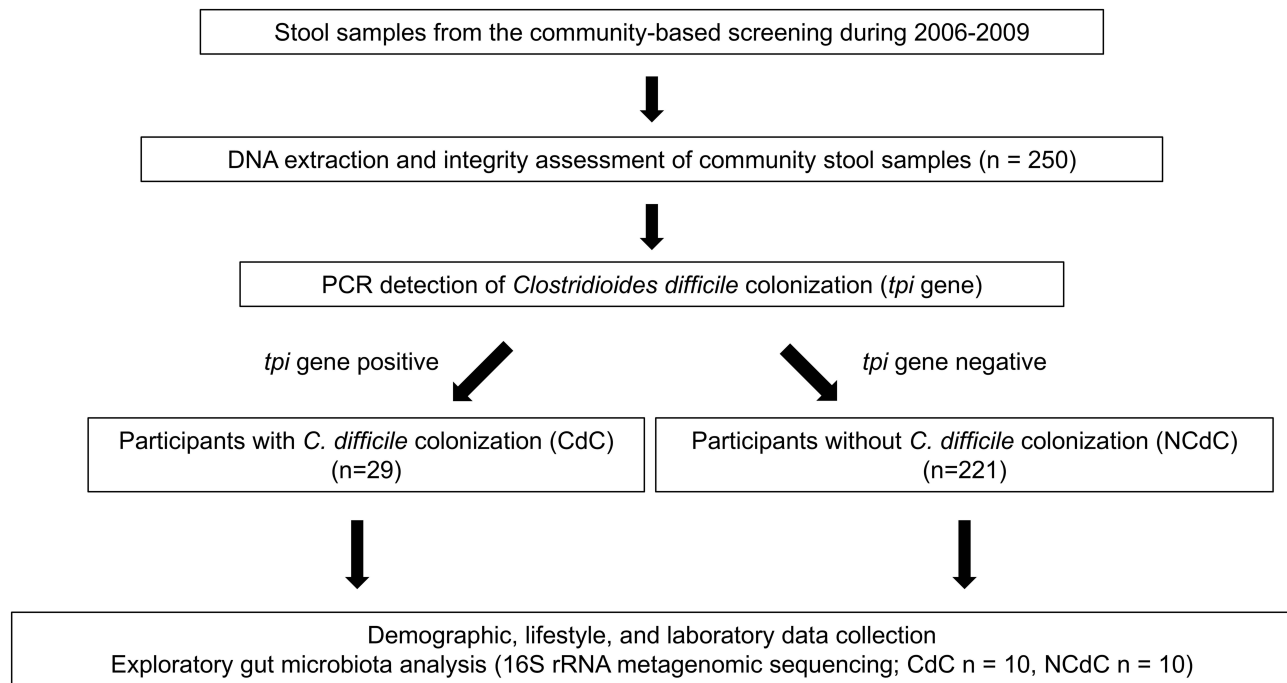 Stool samples from the community-based screening during 2006-2009
DNA extraction and integrity assessment of community stool samples (n = 250)
PCR detection of Clostridioides difficile colonization (tpi gene)
tpi gene positive
tpi gene negative
Participants with C. difficile colonization (CdC)
(n=29)
Participants without C. difficile colonization (NCdC)
(n=221)
Demographic, lifestyle, and laboratory data collection
Exploratory gut microbiota analysis (16S rRNA metagenomic sequencing; CdC n = 10, NCdC n = 10)